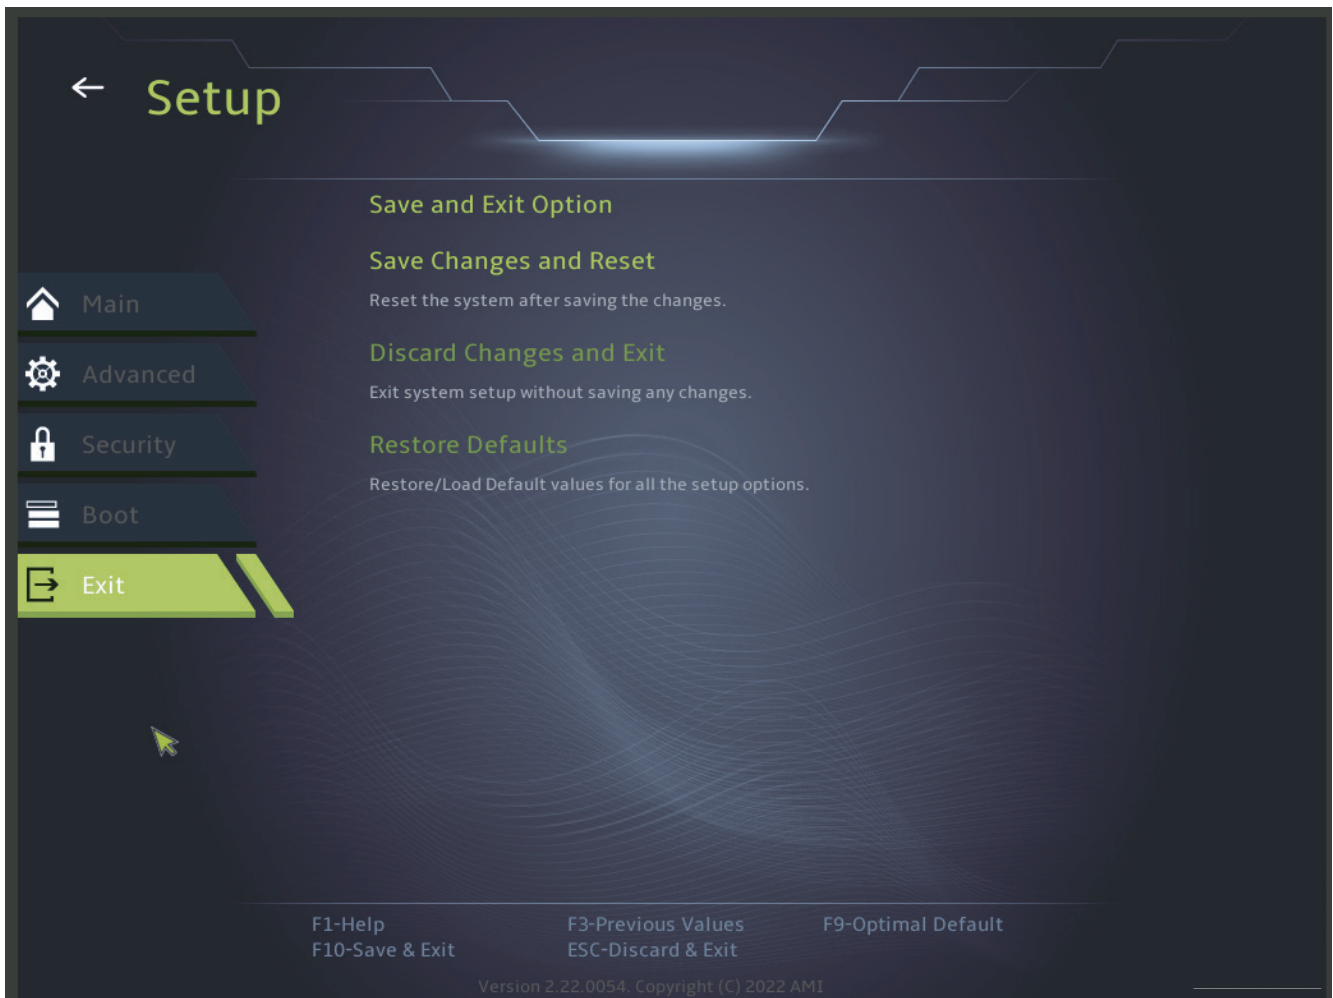 Setup
Save and Exit Option
Save Changes and Reset
Reset the system after saving the changes.
Discard Changes and Exit
Exit system setup without saving any changes.
Restore Defaults
Restore/Load Default values for all the setup options.
Main
Advanced
Security
Boot
Exit
F1-Help
F3-Previous Values
F9-Optimal Default
F10-Save & Exit
ESC-Discard & Exit
Version 2.22.0054. Copyright (C) 2022 AMI